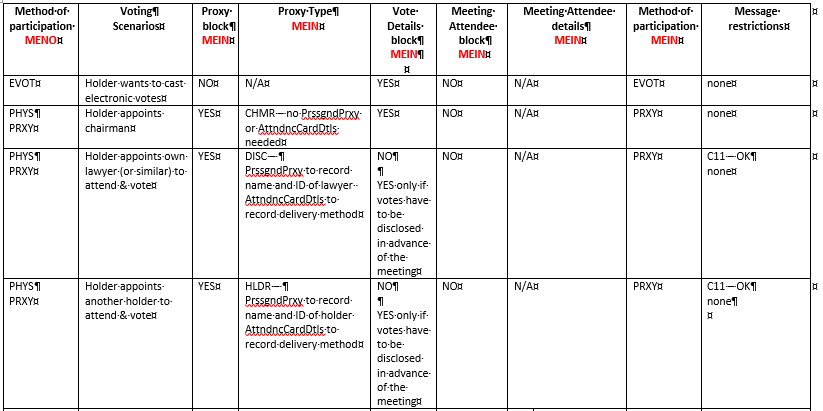 Method of participation MENO
Voting Scenarios
Proxy block MEIN
Proxy Type MEIN
Vote Details block MEIN
Meeting Attendee block MEIN
Meeting Attendee details MEIN
Method of participation MEIN
Message restrictions
EVOT
Holder wants to cast electronic votes
NO
N/A
YES
NO
N/A
EVOT
none
PHYS
PRXY
Holder appoints chairman
YES
CHMR — no PrssgndPrxy or AttndncCardDtls needed
YES
NO
N/A
PRXY
none
PHYS
PRXY
Holder appoints own lawyer (or similar) to attend & vote
YES
DISC —
PrssgndPrxy to record name and ID of lawyer
AttndncCardDtls to record delivery method
NO
YES only if votes have to be disclosed in advance of the meeting
NO
N/A
PRXY
C11 — OK
none
PHYS
PRXY
Holder appoints another holder to attend & vote
YES
HLDR —
PrssgndPrxy to record name and ID of holder
AttndncCardDtls to record delivery method
NO
YES only if votes have to be disclosed in advance of the meeting
NO
N/A
PRXY
C11 — OK
none